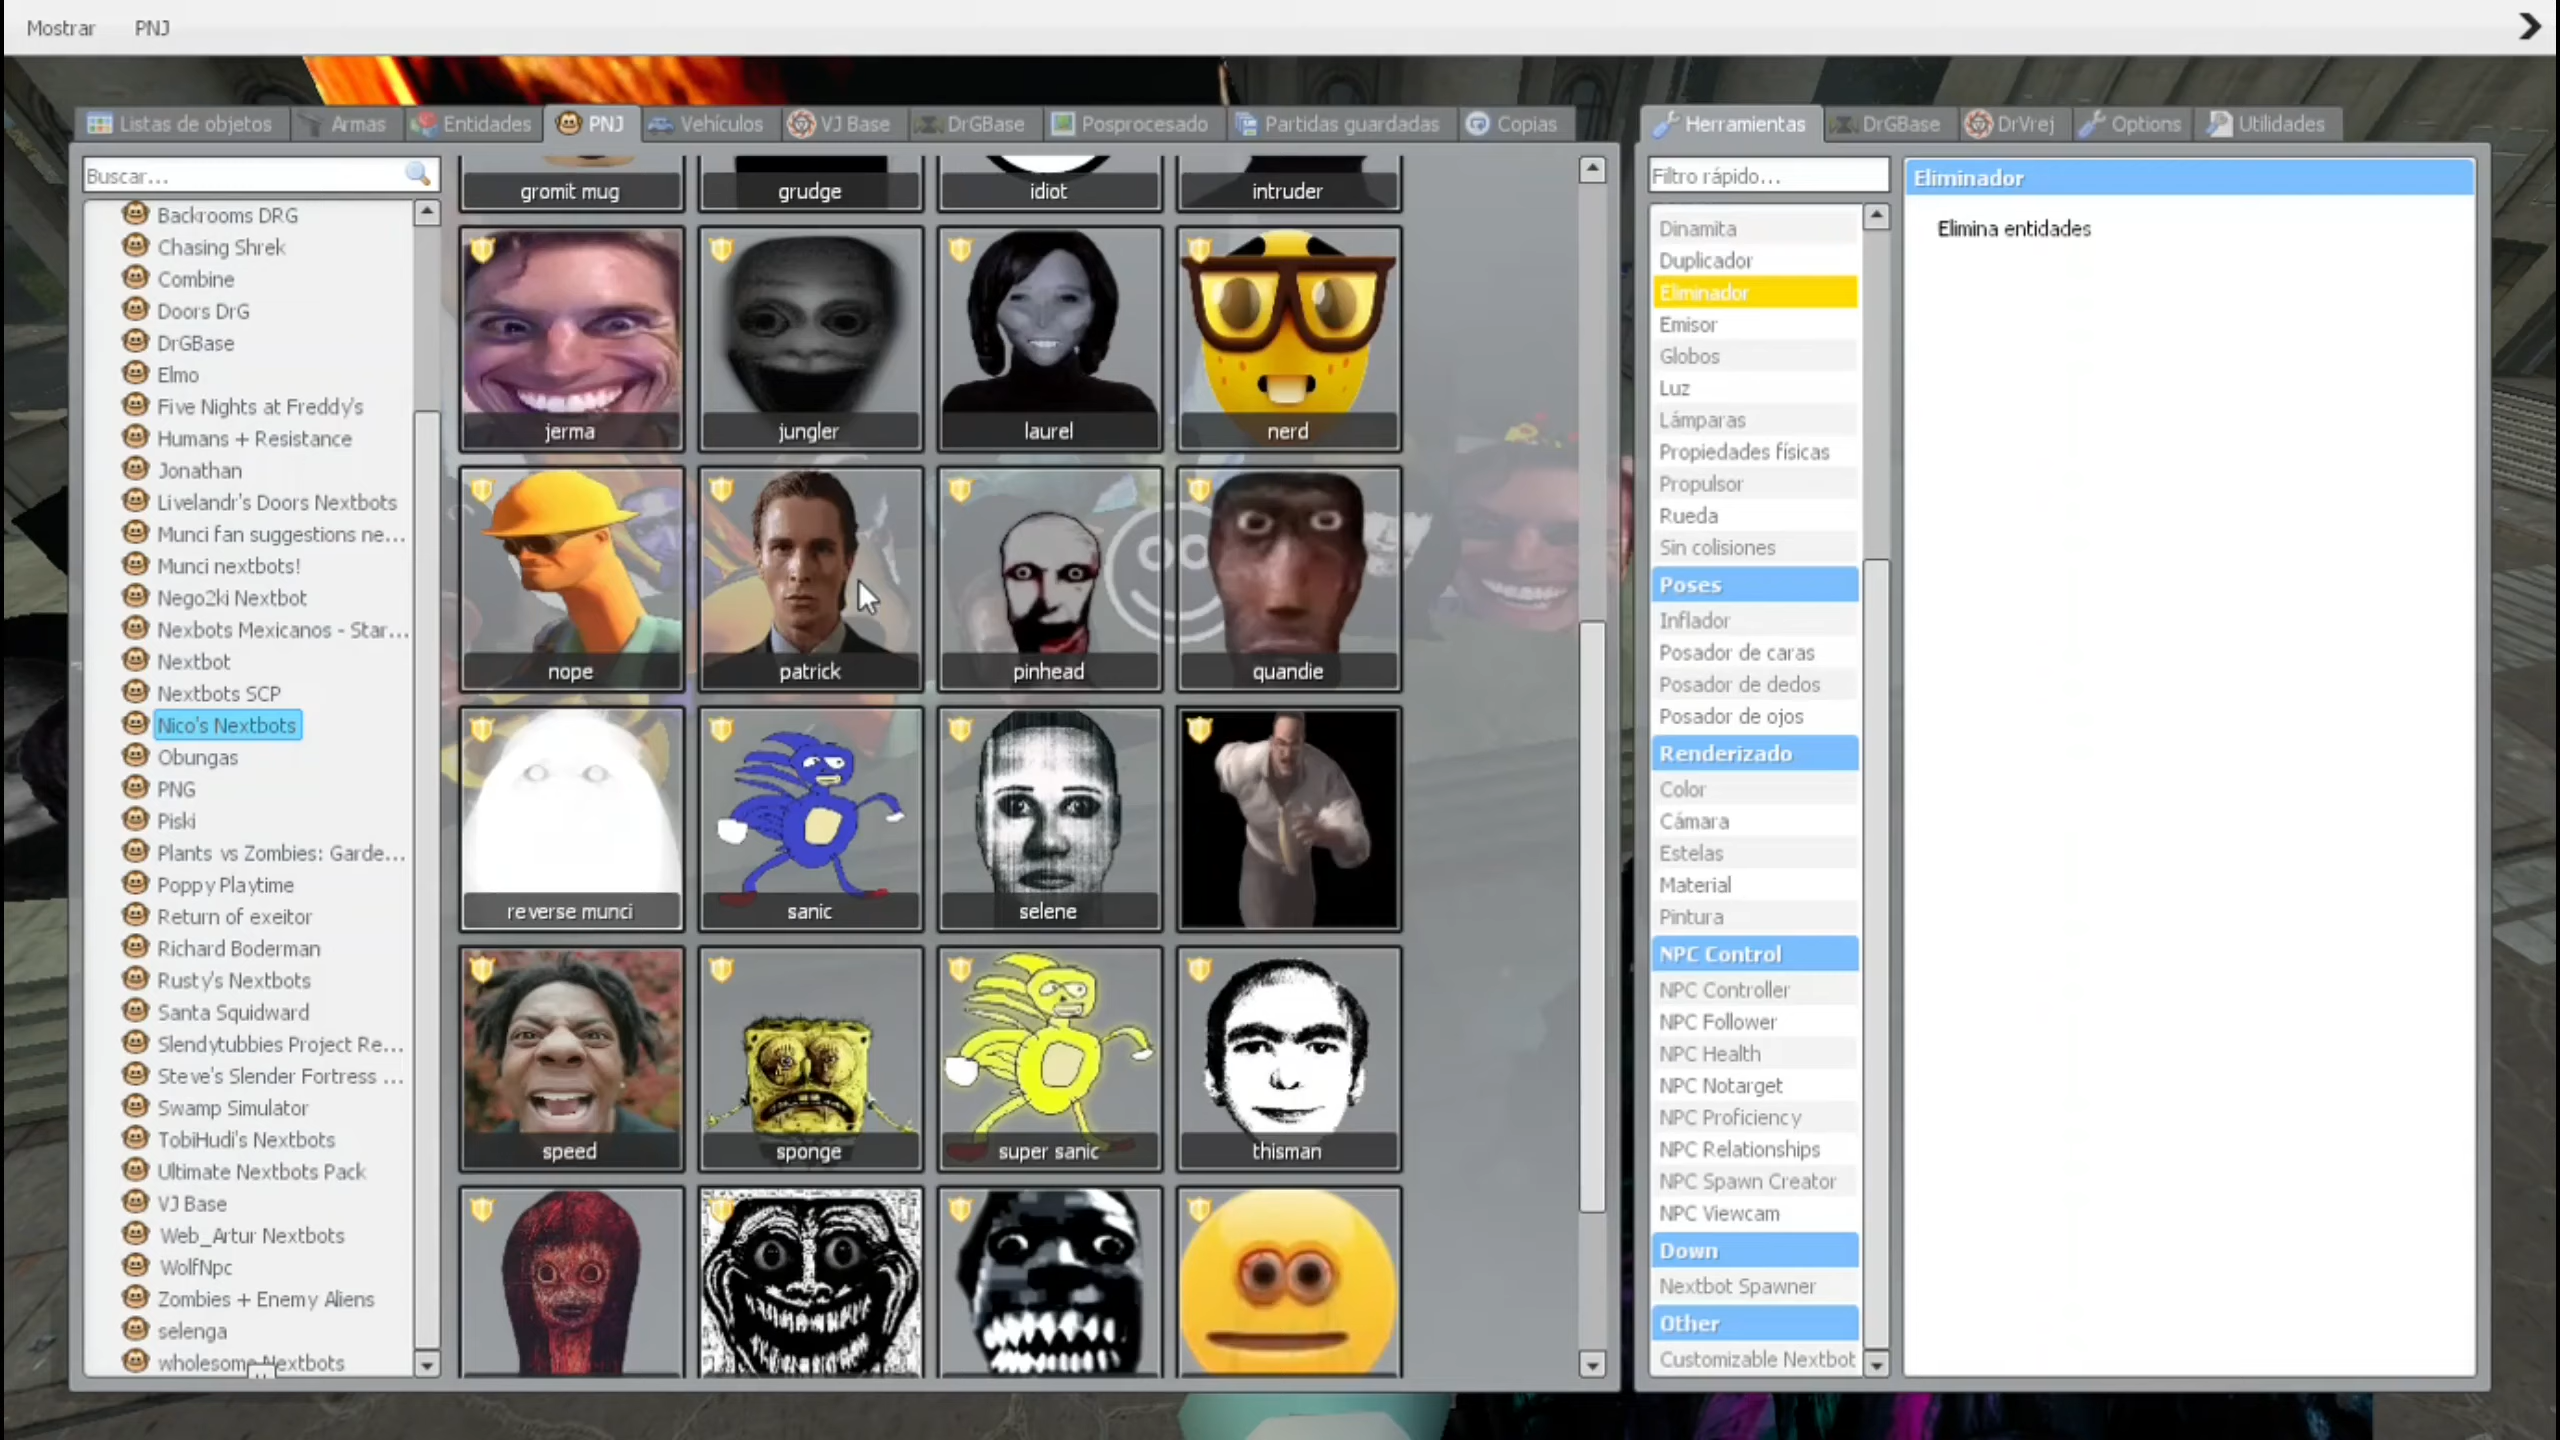 Mostrar PNJ
Listas de objetos Armas Entidades PNJ Vehículos VJ Base DrGBase Posprocesado Partidas guardadas Copias
Herramientas DrGBase DrVrej Options Utilidades
Buscar...
Backrooms DRG
Chasing Shrek
Combine
Doors DrG
DrGBase
Elmo
Five Nights at Freddy's
Humans + Resistance
Jonathan
Livelandr's Doors Nextbots
Munci fan suggestions ne...
Munci nextbots!
Nego2ki Nextbot
Nexbots Mexicanos - Star...
Nextbot
Nextbots SCP
Nico's Nextbots
Obungas
PNG
Piski
Plants vs Zombies: Garde...
Poppy Playtime
Return of exeitor
Richard Boderman
Rusty's Nextbots
Santa Squidward
Slendytubbies Project Re...
Steve's Slender Fortress ...
Swamp Simulator
TobiHudi's Nextbots
Ultimate Nextbots Pack
VJ Base
Web_Artur Nextbots
WolfNpc
Zombies + Enemy Aliens
selenga
wholesome Nextbots
gromit mug grudge idiot intruder
jerma jungler laurel nerd
nope patrick pinhead quandie
reverse munci sanic selene
speed sponge super sanic thisman
Filtro rápido...
Dinamita
Duplicador
Eliminador
Emisor
Globos
Luz
Lámparas
Propiedades físicas
Propulsor
Rueda
Sin colisiones
Poses
Inflador
Posador de caras
Posador de dedos
Posador de ojos
Renderizado
Color
Cámara
Estelas
Material
Pintura
NPC Control
NPC Controller
NPC Follower
NPC Health
NPC Notarget
NPC Proficiency
NPC Relationships
NPC Spawn Creator
NPC Viewcam
Down
Nextbot Spawner
Other
Customizable Nextbot
Eliminador
Elimina entidades